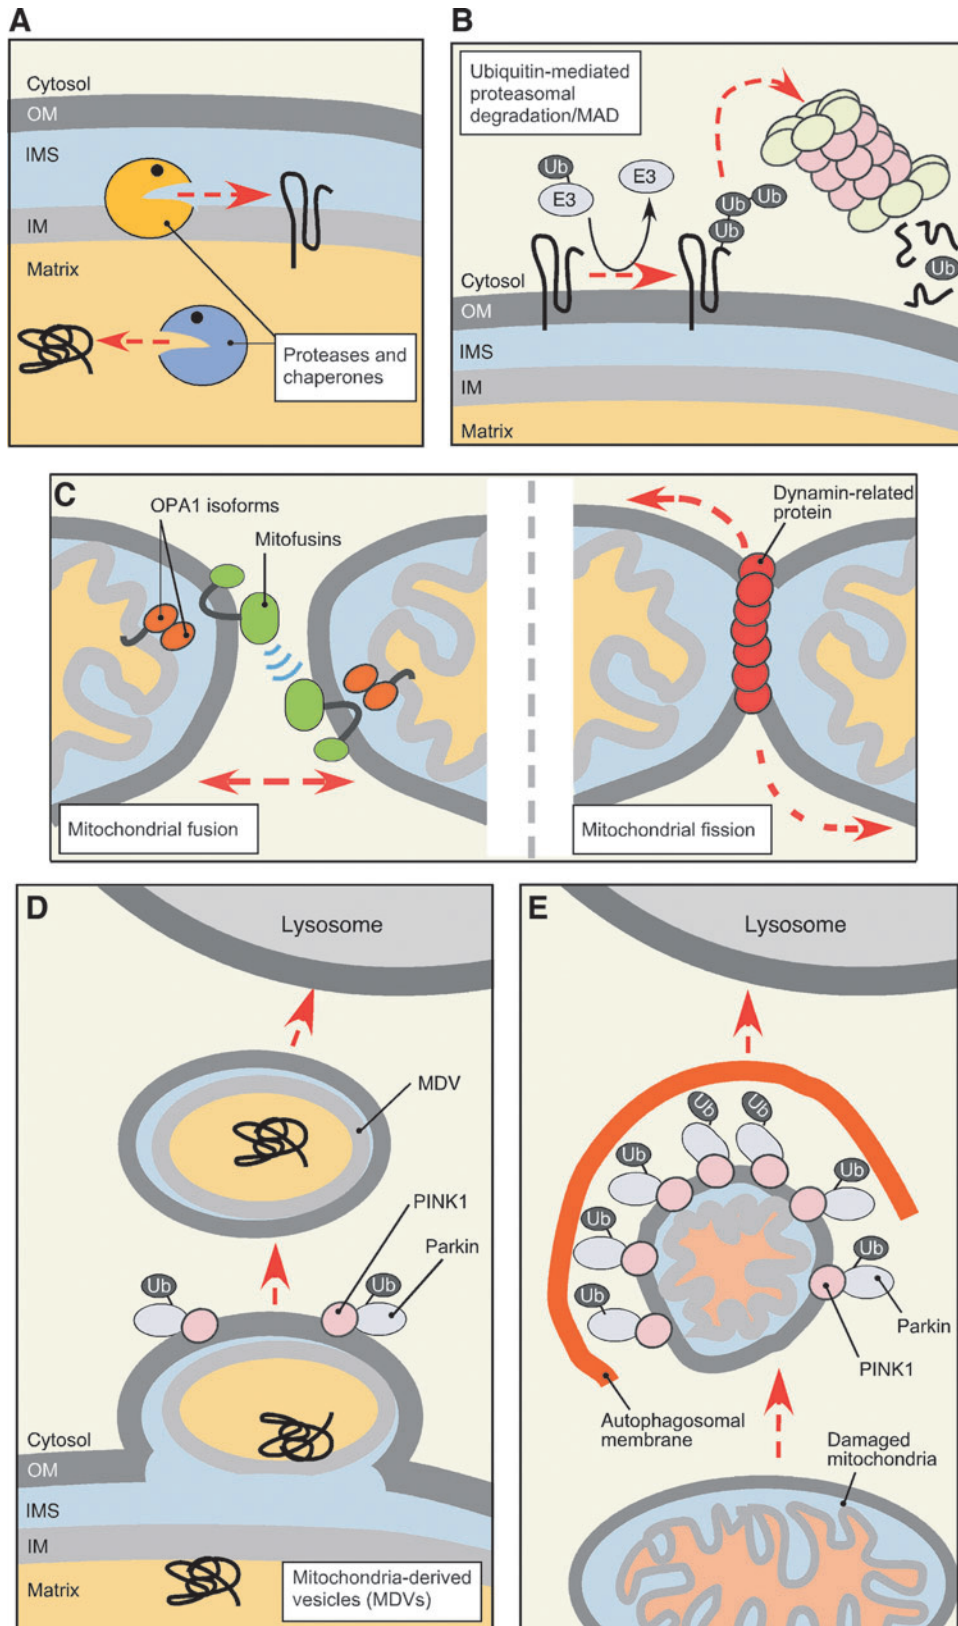 A
Cytosol
OM
IMS
IM
Matrix
Proteases and
chaperones
B
Ubiquitin-mediated
proteasomal
degradation/MAD
Ub
E3
E3
Ub
Ub
Ub
Ub
Cytosol
OM
IMS
IM
Matrix
C
OPA1 isoforms
Mitofusins
Mitochondrial fusion
Dynamin-related
protein
Mitochondrial fission
D
Lysosome
MDV
PINK1
Parkin
Ub
Ub
Cytosol
OM
IMS
IM
Matrix
Mitochondria-derived
vesicles (MDVs)
E
Lysosome
Ub
Ub
Ub
Ub
Ub
Ub
Ub
Parkin
PINK1
Autophagosomal
membrane
Damaged
mitochondria